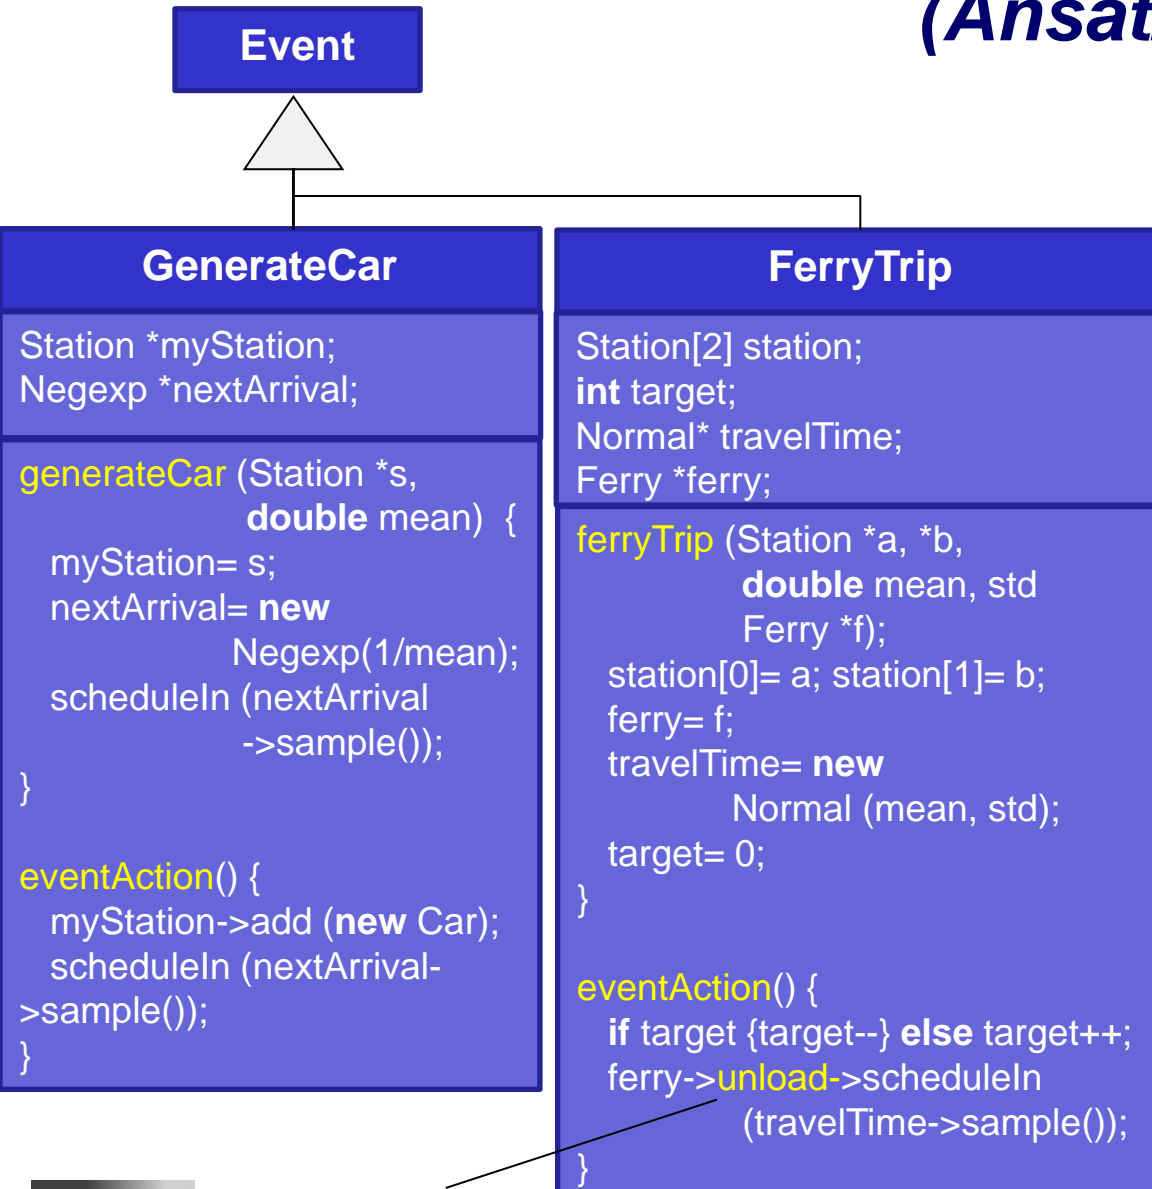 (Ansat
Event
GenerateCar
Station *myStation;
Negexp *nextArrival;
generateCar (Station *s,
double mean) {
myStation= s;
nextArrival= new
Negexp(1/mean);
scheduleIn (nextArrival
->sample());
}
eventAction() {
myStation->add (new Car);
scheduleIn (nextArrival-
>sample());
}
FerryTrip
Station[2] station;
int target;
Normal* travelTime;
Ferry *ferry;
ferryTrip (Station *a, *b,
double mean, std
Ferry *f);
station[0]= a; station[1]= b;
ferry= f;
travelTime= new
Normal (mean, std);
target= 0;
}
eventAction() {
if target {target--} else target++;
ferry->unload->scheduleIn
(travelTime->sample());
}